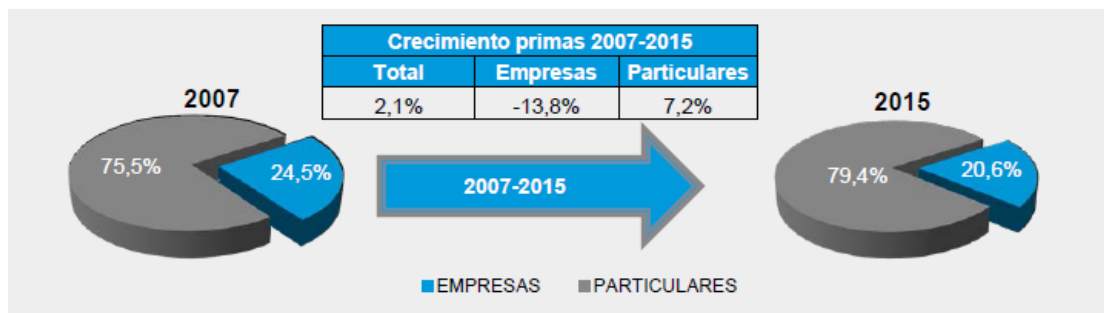 Crecimiento primas 2007-2015
Total Empresas Particulares
2,1% -13,8% 7,2%
2007
75,5%
24,5%
2007-2015
2015
79,4%
20,6%
EMPRESAS PARTICULARES